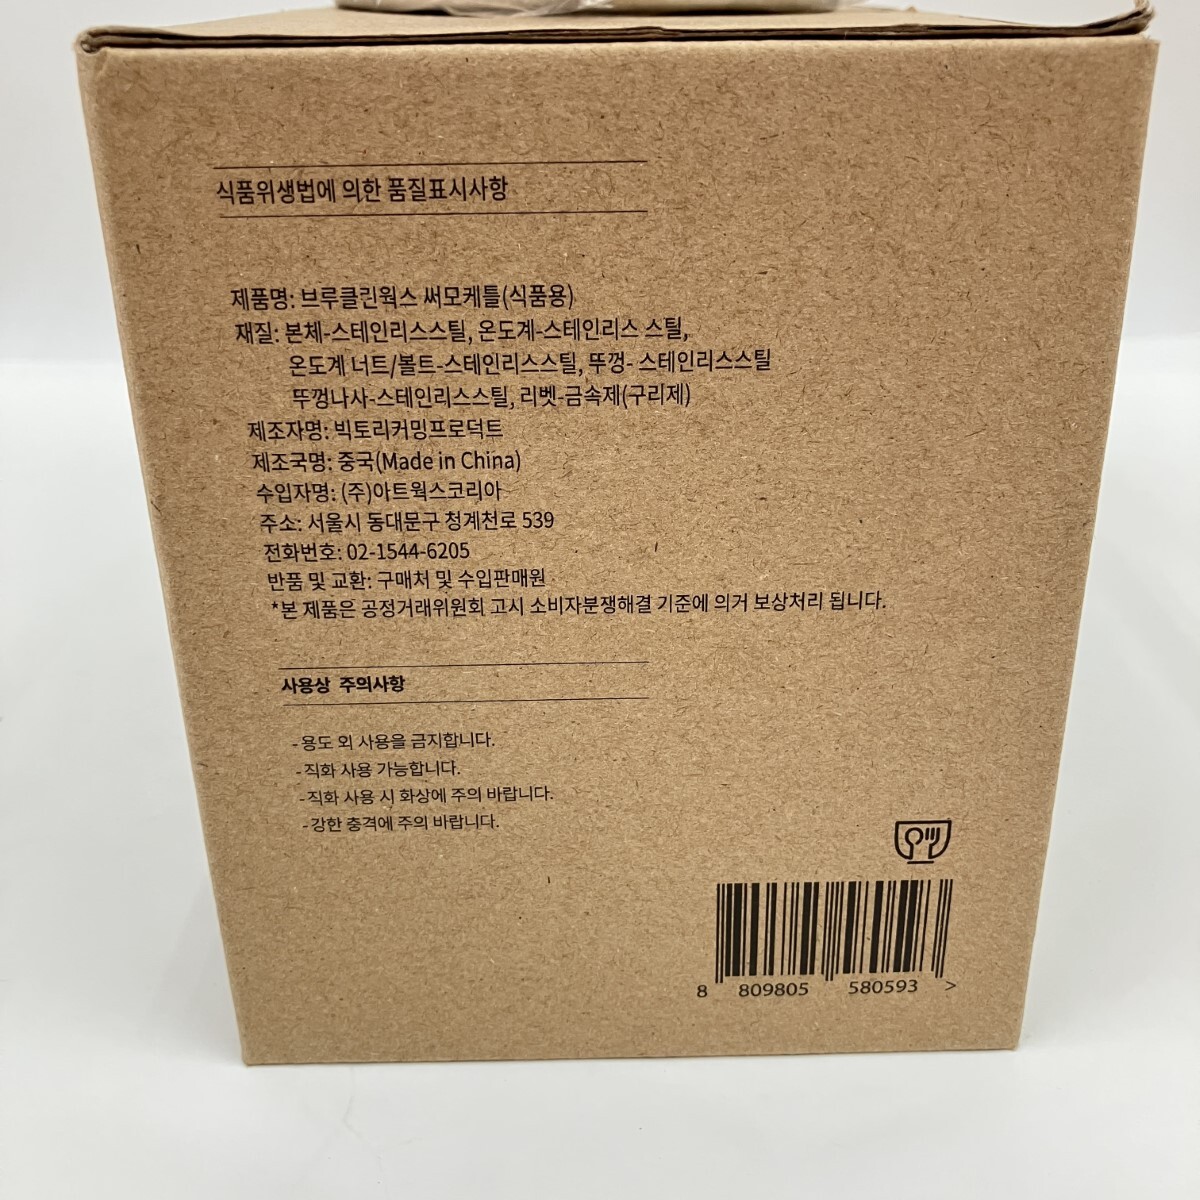 식품위생법에 의한 품질표시사항
제품명: 브루클린웍스 써모케틀(식품용)
재질: 본체-스테인리스스틸, 온도계-스테인리스 스틸,
온도계 너트/볼트-스테인리스스틸, 뚜껑- 스테인리스스틸
뚜껑나사-스테인리스스틸, 리벳-금속제(구리제)
제조자명: 빅토리커밍프로덕트
제조국명: 중국(Made in China)
수입자명: (주)아트웍스코리아
주소: 서울시 동대문구 청계천로 539
전화번호: 02-1544-6205
반품 및 교환: 구매처 및 수입판매원
*본 제품은 공정거래위원회 고시 소비자분쟁해결 기준에 의거 보상처리 됩니다.
사용상 주의사항
-용도 외 사용을 금지합니다.
-직화 사용 가능합니다.
-직화 사용 시 화상에 주의 바랍니다.
-강한 충격에 주의 바랍니다.
8 809805 580593 >